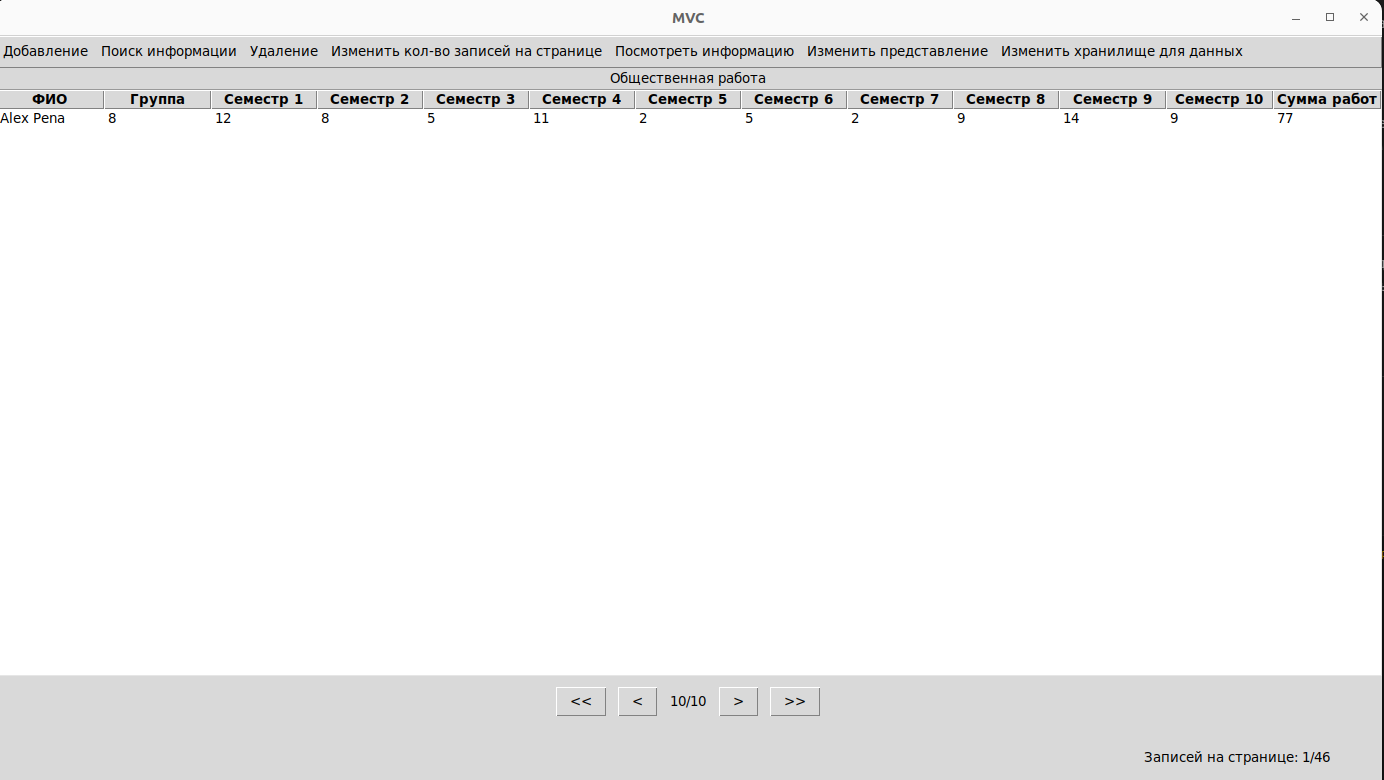 MVC
Добавление Поиск информации Удаление Изменить кол-во записей на странице Посмотреть информацию Изменить представление Изменить хранилище для данных
Общественная работа
ФИО Группа Семестр 1 Семестр 2 Семестр 3 Семестр 4 Семестр 5 Семестр 6 Семестр 7 Семестр 8 Семестр 9 Семестр 10 Сумма работ
Alex Pena 8 12 8 5 11 2 5 2 9 14 9 77
<< < 10/10 > >>
Записей на странице: 1/46